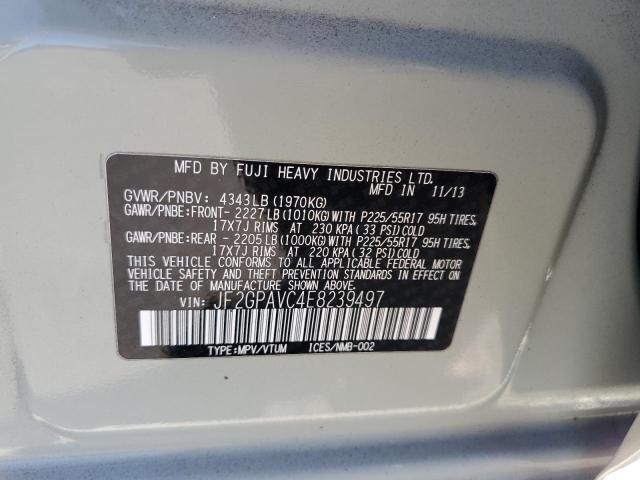 MFD BY FUJI HEAVY INDUSTRIES LTD.
MFD IN 11/13
GVWR/PNBV: 4343LB (1970KG)
GAWR/PNBE:FRONT- 2227LB (1010KG) WITH P225/55R17 95H TIRES,
17X7J RIMS AT 230 KPA (33 PSI) COLD
GAWR/PNBE:REAR - 2205LB (1000KG) WITH P225/55R17 95H TIRES,
17X7J RIMS AT 220 KPA (32 PSI) COLD
THIS VEHICLE CONFORMS TO ALL APPLICABLE FEDERAL MOTOR
VEHICLE SAFETY AND BUMPER STANDARDS IN EFFECT ON
THE DATE OF MANUFACTURE SHOWN ABOVE.
VIN: JF2GPAVC4E8239497
TYPE:MPV/VTUM ICES/NMB-002